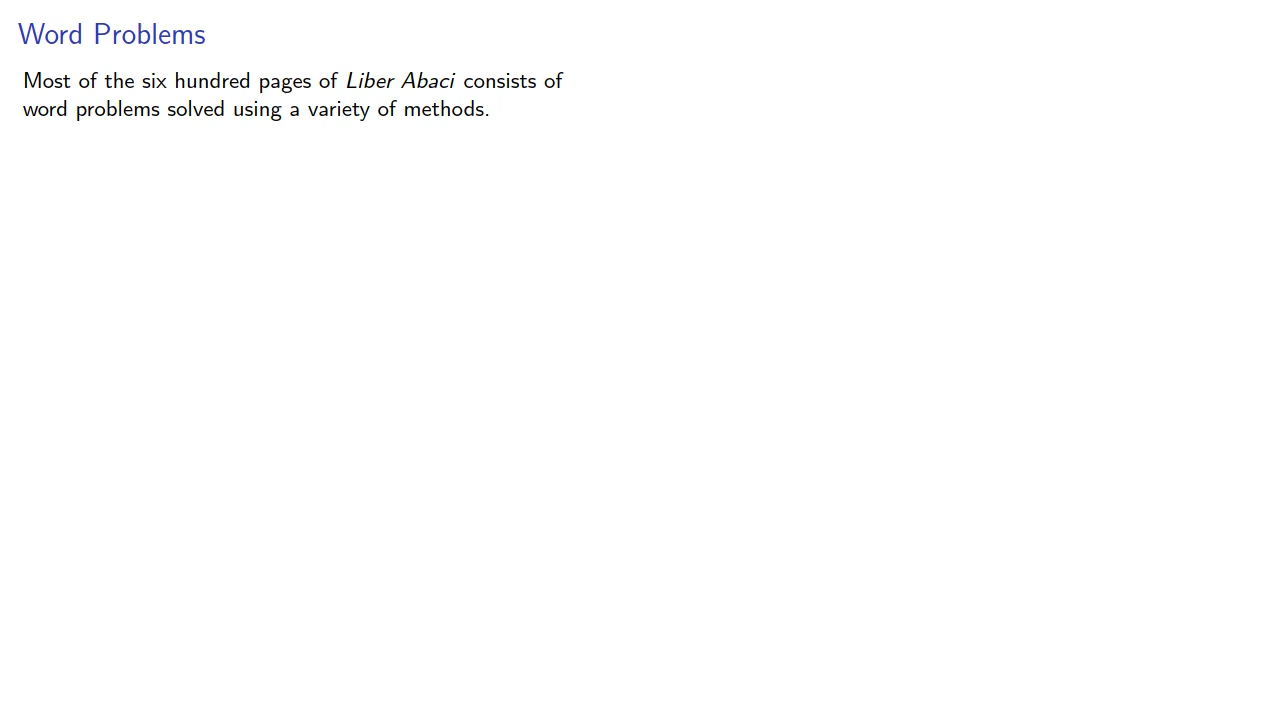 Word Problems
Most of the six hundred pages of Liber Abaci consists of
word problems solved using a variety of methods.